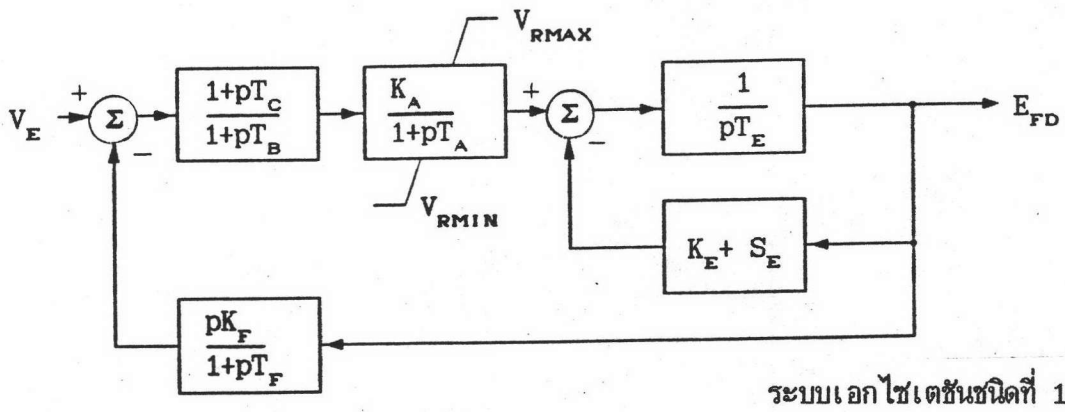 V_RMAX
+
V_E
Σ
−
1+pT_C
1+pT_B
K_A
1+pT_A
+
Σ
−
1
pT_E
E_FD
V_RMIN
K_E + S_E
pK_F
1+pT_F
ระบบเอกไซเตชันชนิดที่ 1